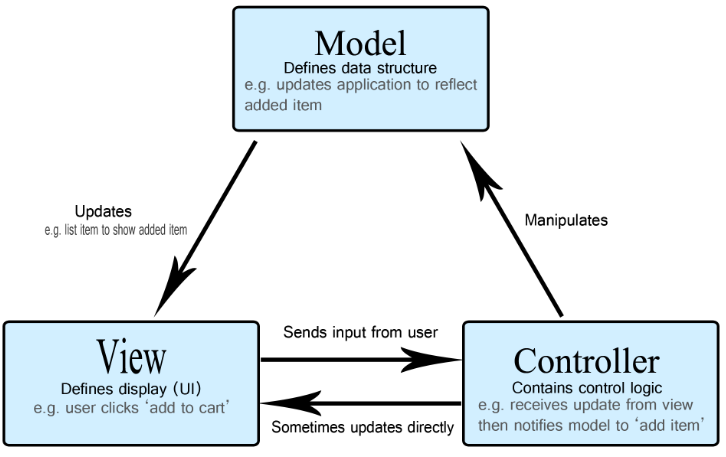 Model
Defines data structure
e.g. updates application to reflect
added item
Updates
e.g. list item to show added item
Manipulates
View
Defines display (UI)
e.g. user clicks ‘add to cart’
Sends input from user
Sometimes updates directly
Controller
Contains control logic
e.g. receives update from view
then notifies model to ‘add item’